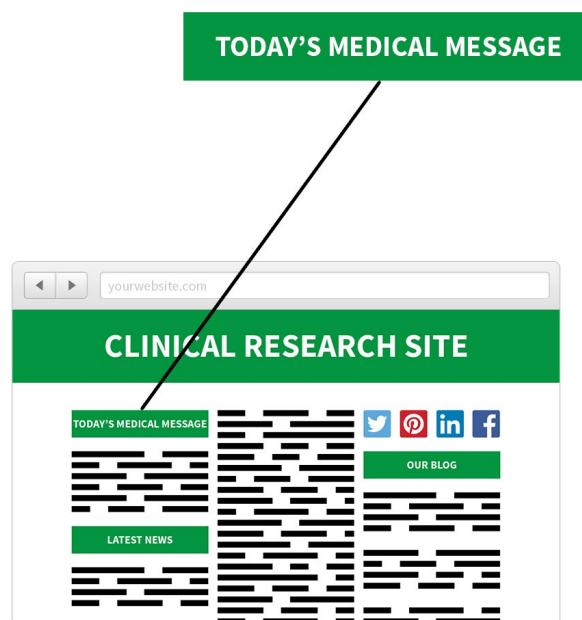 TODAY’S MEDICAL MESSAGE
yourwebsite.com
CLINICAL RESEARCH SITE
TODAY’S MEDICAL MESSAGE
LATEST NEWS
OUR BLOG